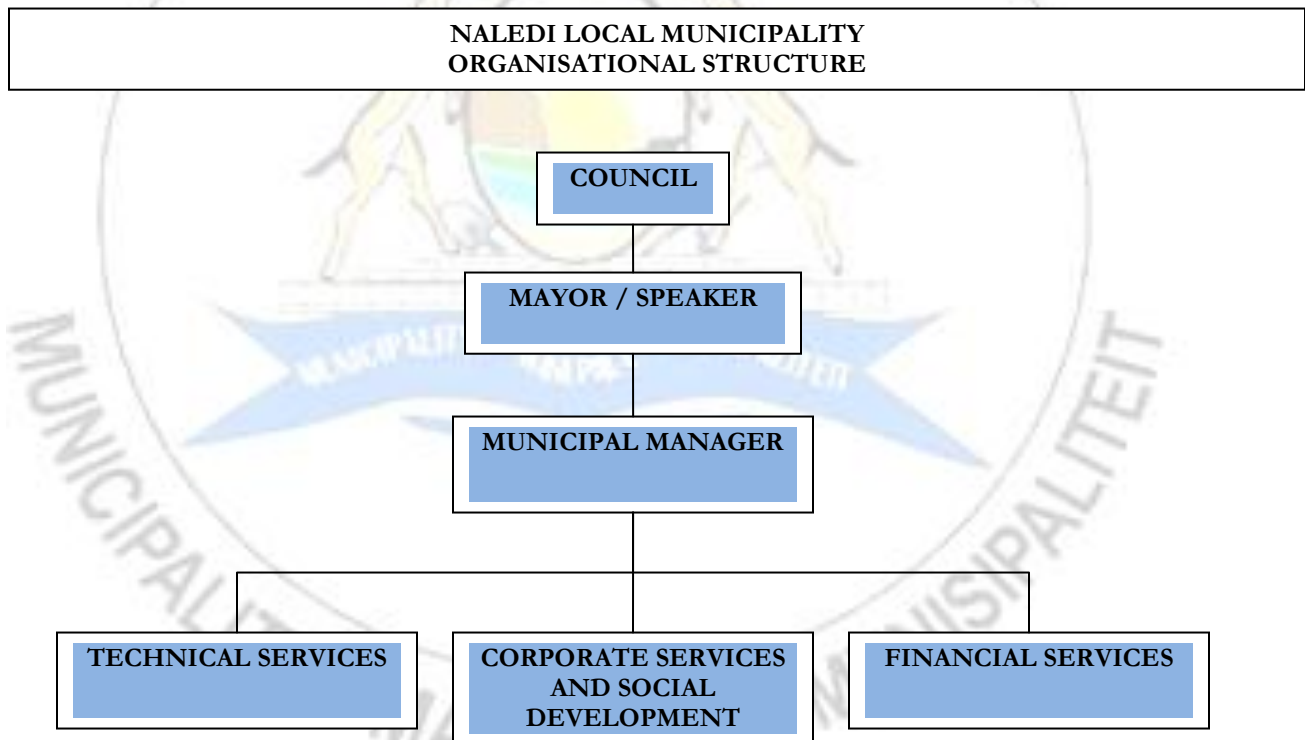 NALEDI LOCAL MUNICIPALITY
ORGANISATIONAL STRUCTURE
COUNCIL
MAYOR / SPEAKER
MUNICIPAL MANAGER
TECHNICAL SERVICES
CORPORATE SERVICES
AND SOCIAL
DEVELOPMENT
FINANCIAL SERVICES